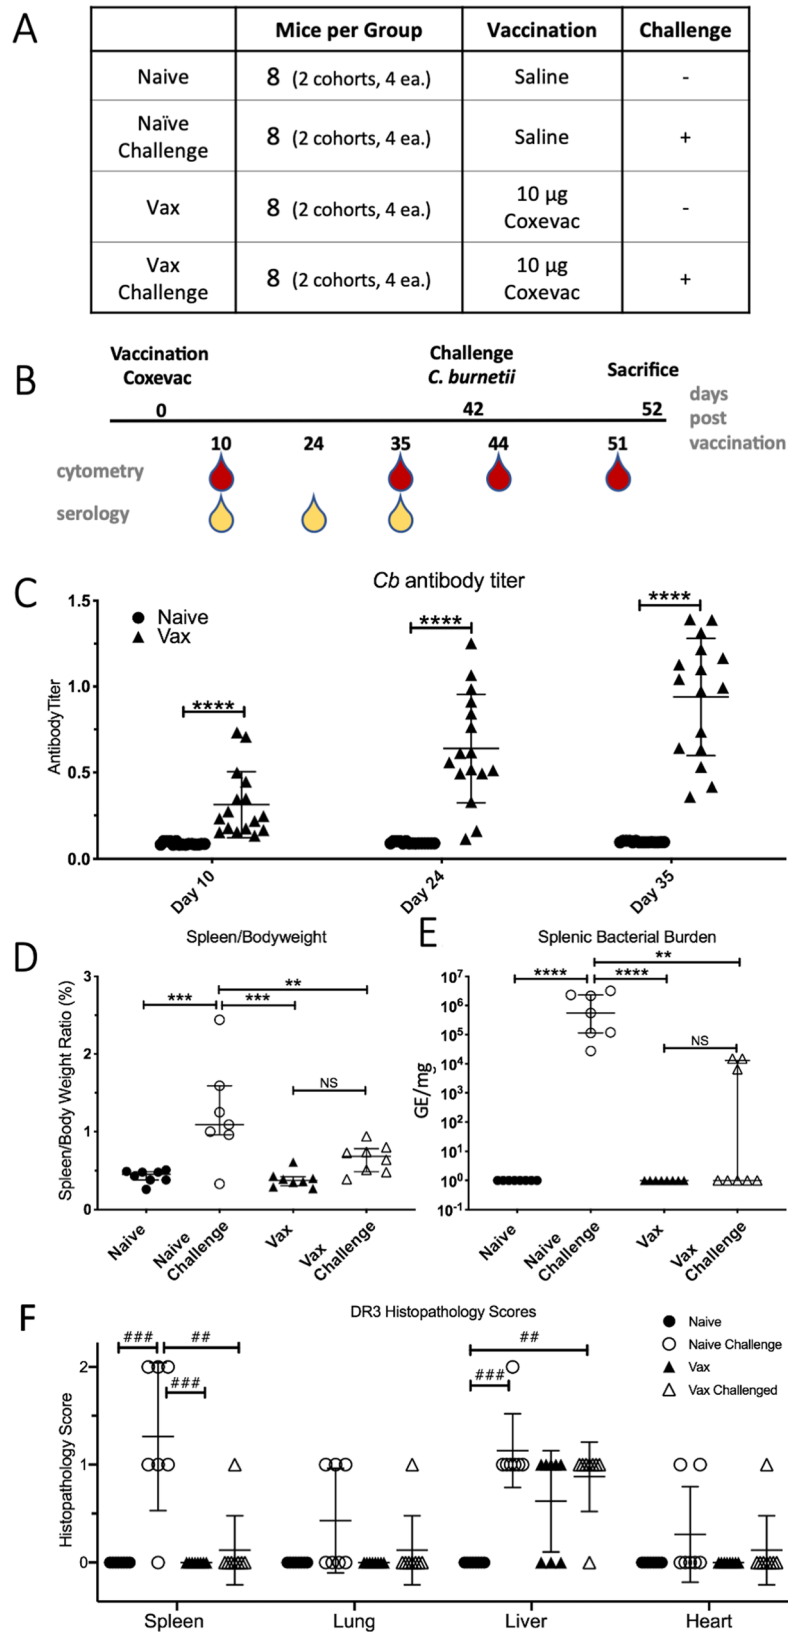 A
Mice per Group Vaccination Challenge
Naive 8 (2 cohorts, 4 ea.) Saline -
Naïve
Challenge 8 (2 cohorts, 4 ea.) Saline +
Vax 8 (2 cohorts, 4 ea.) 10 µg
Coxevac -
Vax
Challenge 8 (2 cohorts, 4 ea.) 10 µg
Coxevac +
B
Vaccination
Coxevac
Challenge
C. burnetii
Sacrifice
0 42 52
days
post
vaccination
10 24 35 44 51
cytometry
serology
C
Cb antibody titer
Naive
Vax
**** **** ****
AntibodyTiter
1.5
1.0
0.5
0.0
Day 10 Day 24 Day 35
D
Spleen/Bodyweight
Spleen/Body Weight Ratio (%)
3
2
1
0
**
*** ***
NS
Naive
Naive
Challenge
Vax
Vax
Challenge
E
Splenic Bacterial Burden
GE/mg
10⁷
10⁶
10⁵
10⁴
10³
10²
10¹
10⁰
10⁻¹
**
**** ****
NS
Naive
Naive
Challenge
Vax
Vax
Challenge
F
DR3 Histopathology Scores
Naive
Naive Challenge
Vax
Vax Challenged
Histopathology Score
2
1
0
### ##
###
##
###
Spleen Lung Liver Heart